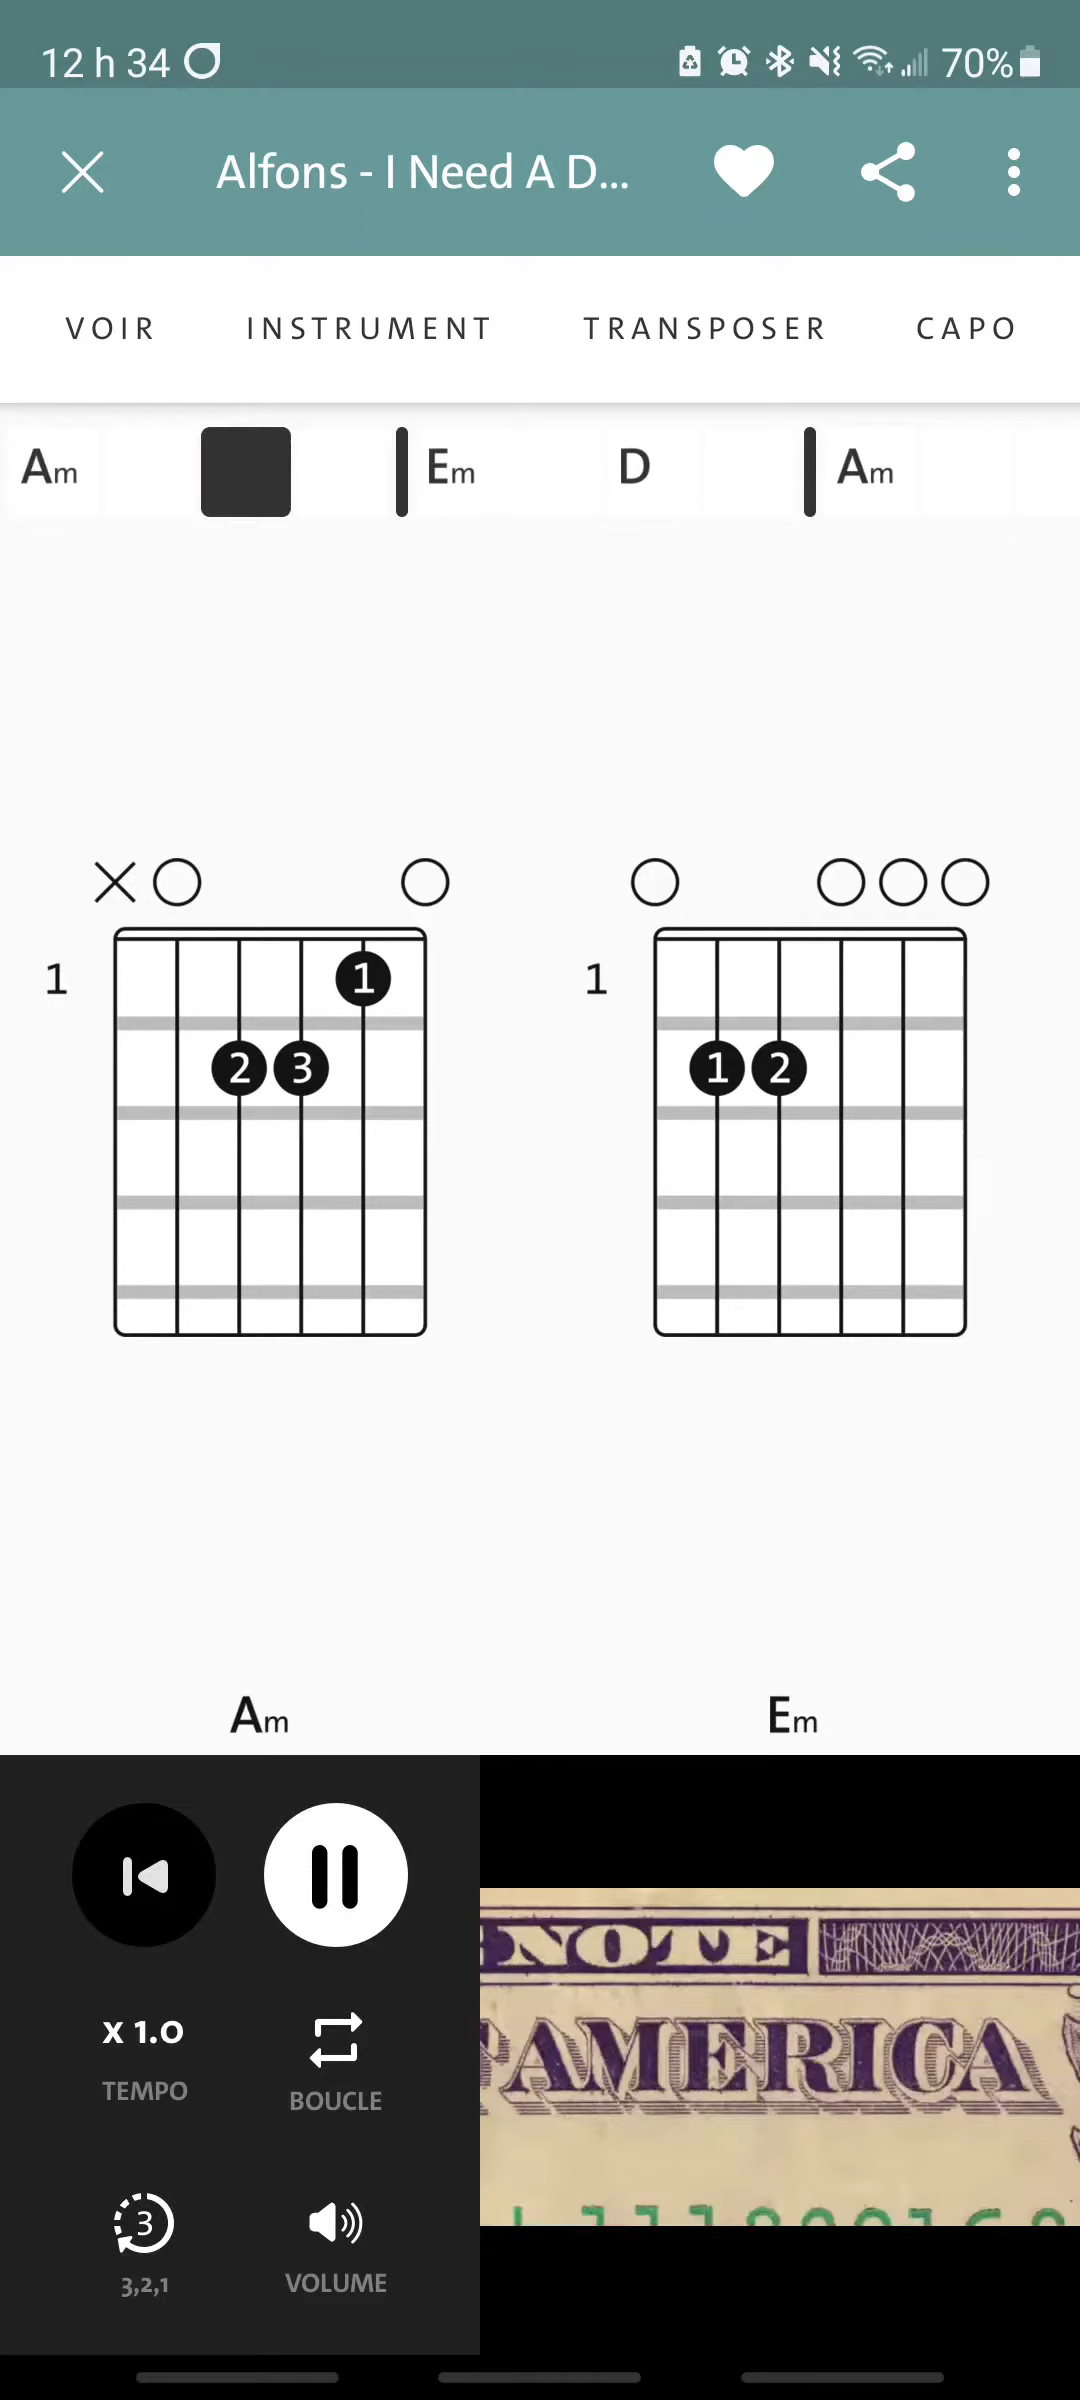 12 h 34 70%
Alfons - I Need A D...
VOIR INSTRUMENT TRANSPOSER CAPO
Am Em D Am
1 1 1
2 3 1 2
Am Em
NOTE
AMERICA
x 1.0
TEMPO BOUCLE
3
3,2,1 VOLUME